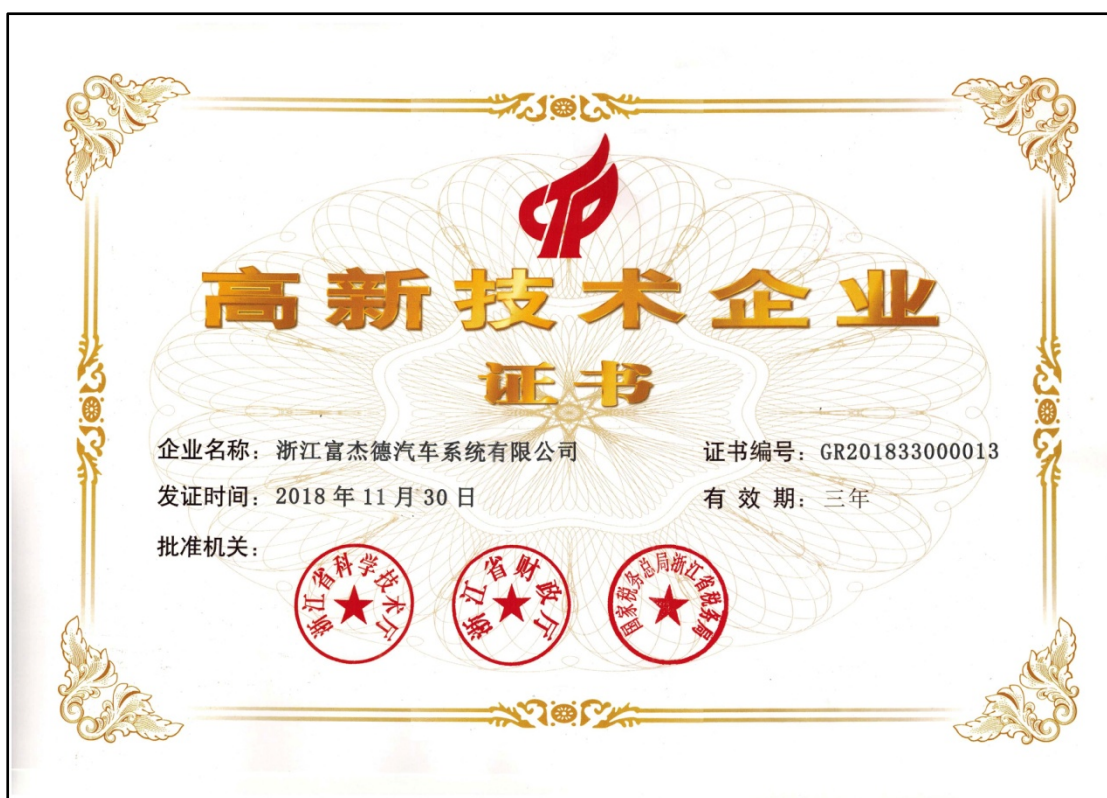 高新技术企业
证书
企业名称：浙江富杰德汽车系统有限公司 证书编号：GR201833000013
发证时间：2018年11月30日 有效期：三年
批准机关：
浙江省科学技术厅 浙江省财政厅 国家税务总局浙江省税务局